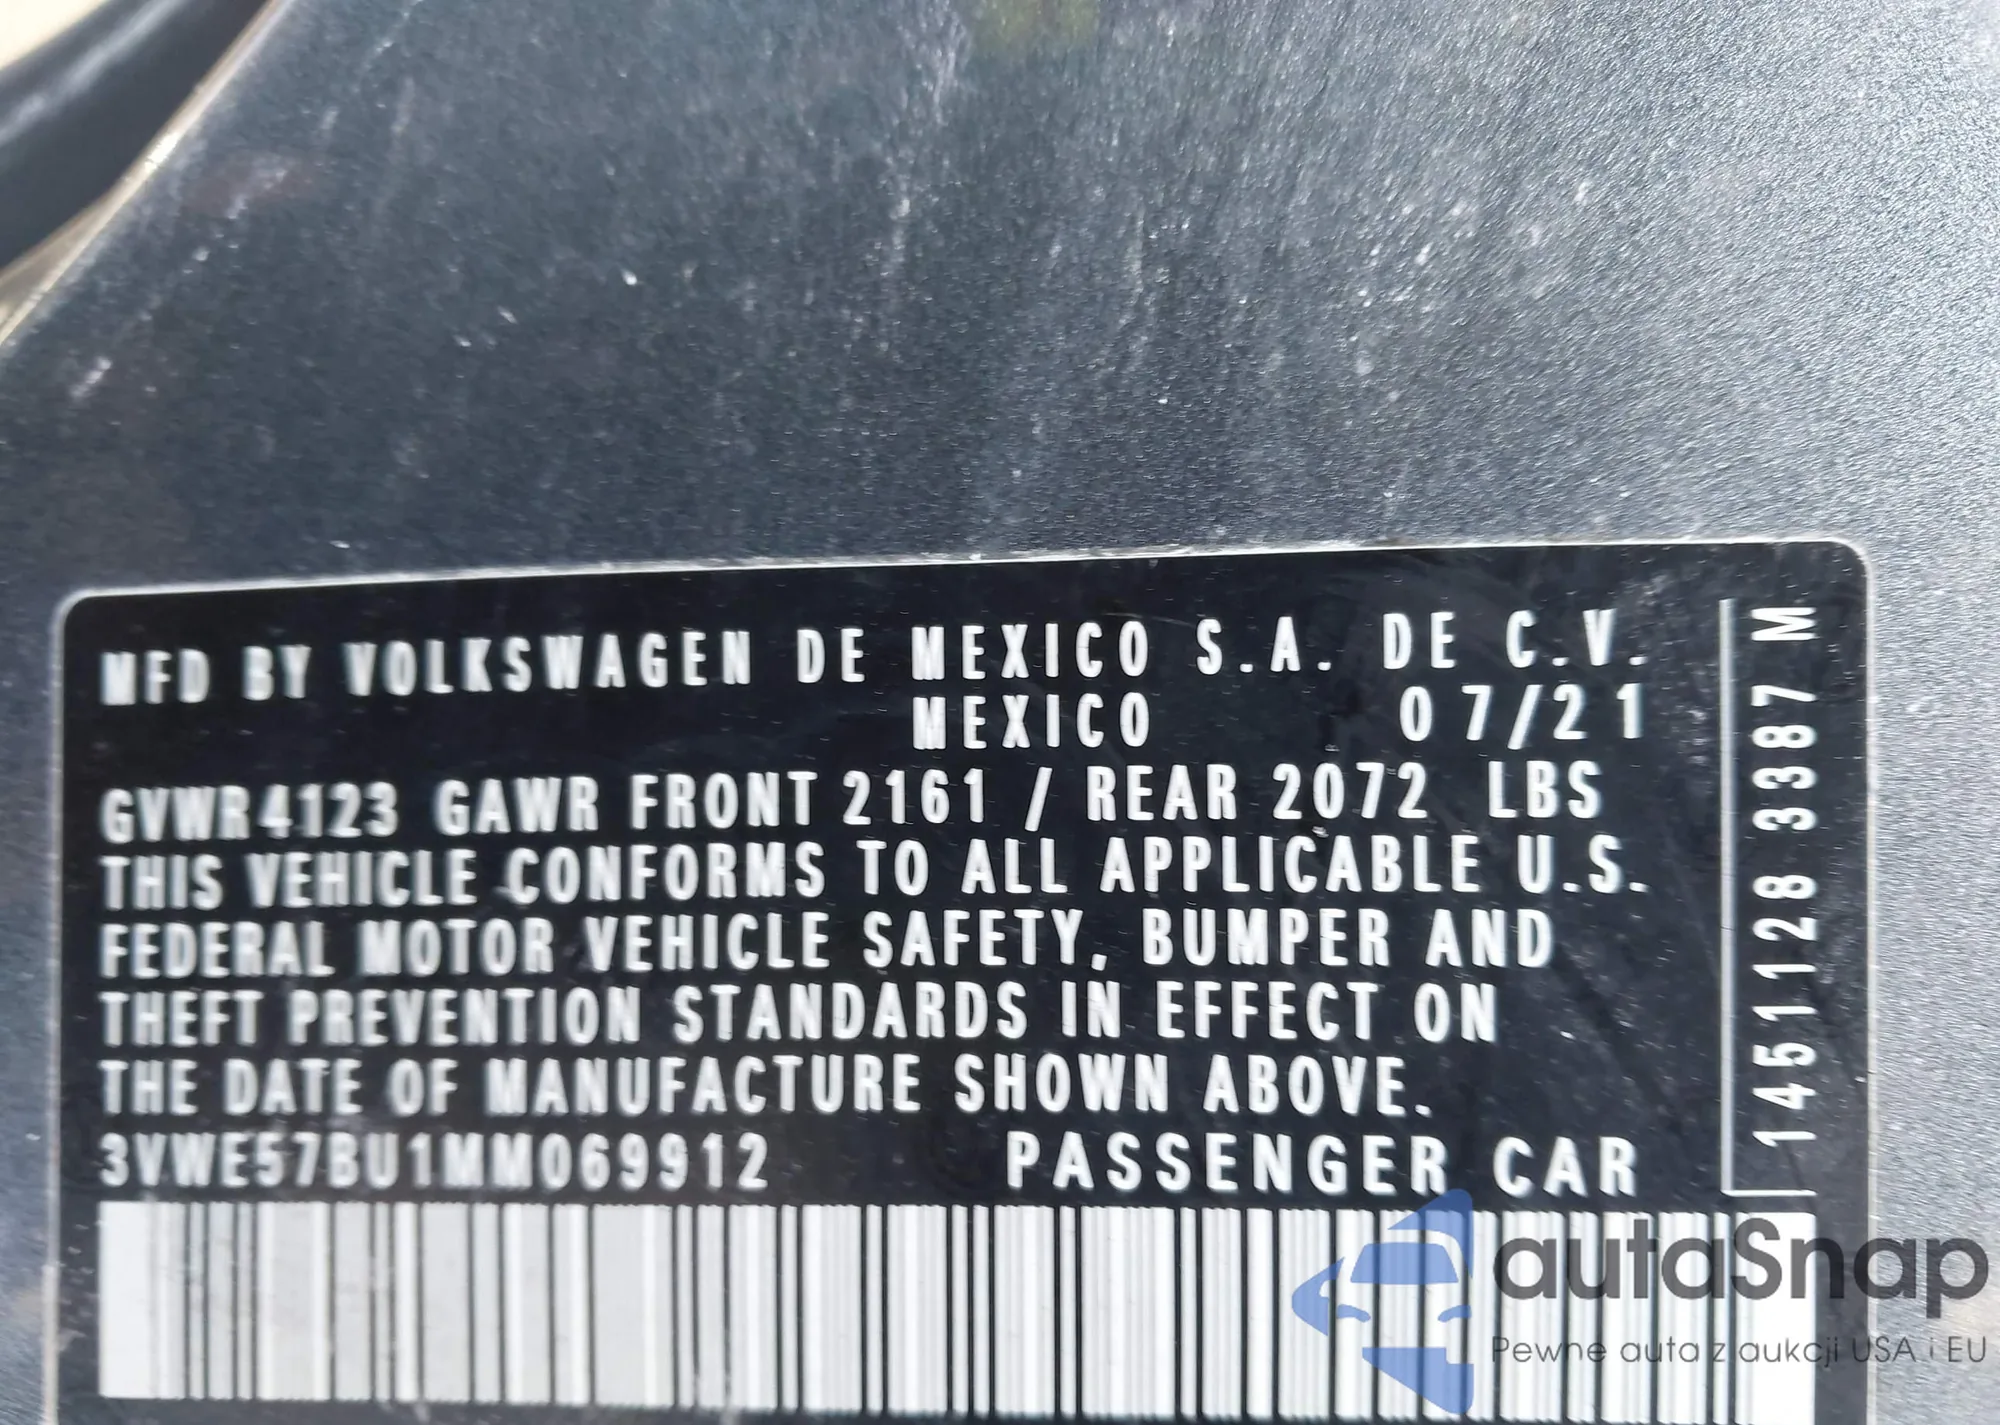 MFD BY VOLKSWAGEN DE MEXICO S.A. DE C.V.
MEXICO 07/21
GVWR4123 GAWR FRONT 2161 / REAR 2072 LBS
THIS VEHICLE CONFORMS TO ALL APPLICABLE U.S.
FEDERAL MOTOR VEHICLE SAFETY, BUMPER AND
THEFT PREVENTION STANDARDS IN EFFECT ON
THE DATE OF MANUFACTURE SHOWN ABOVE.
3VWE57BU1MM069912 PASSENGER CAR
1451128 3387 M
autaSnap
Pewne auta z aukcji USA i EU